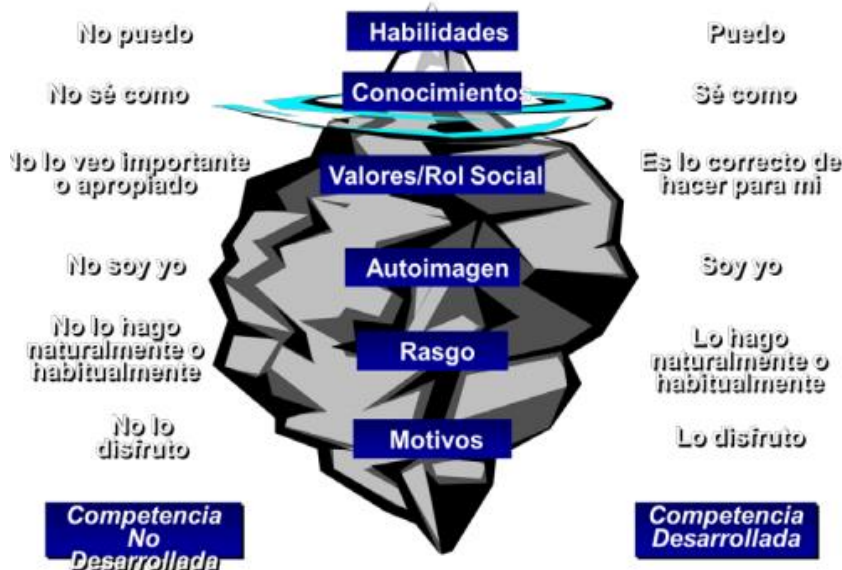 No puedo Habilidades Puedo
No sé como Conocimientos Sé como
No lo veo importante
o apropiado
Valores/Rol Social
Es lo correcto de
hacer para mi
No soy yo Autoimagen Soy yo
No lo hago
naturalmente o
habitualmente
Rasgo
Lo hago
naturalmente o
habitualmente
No lo
disfruto
Motivos
Lo disfruto
Competencia
No
Desarrollada
Competencia
Desarrollada